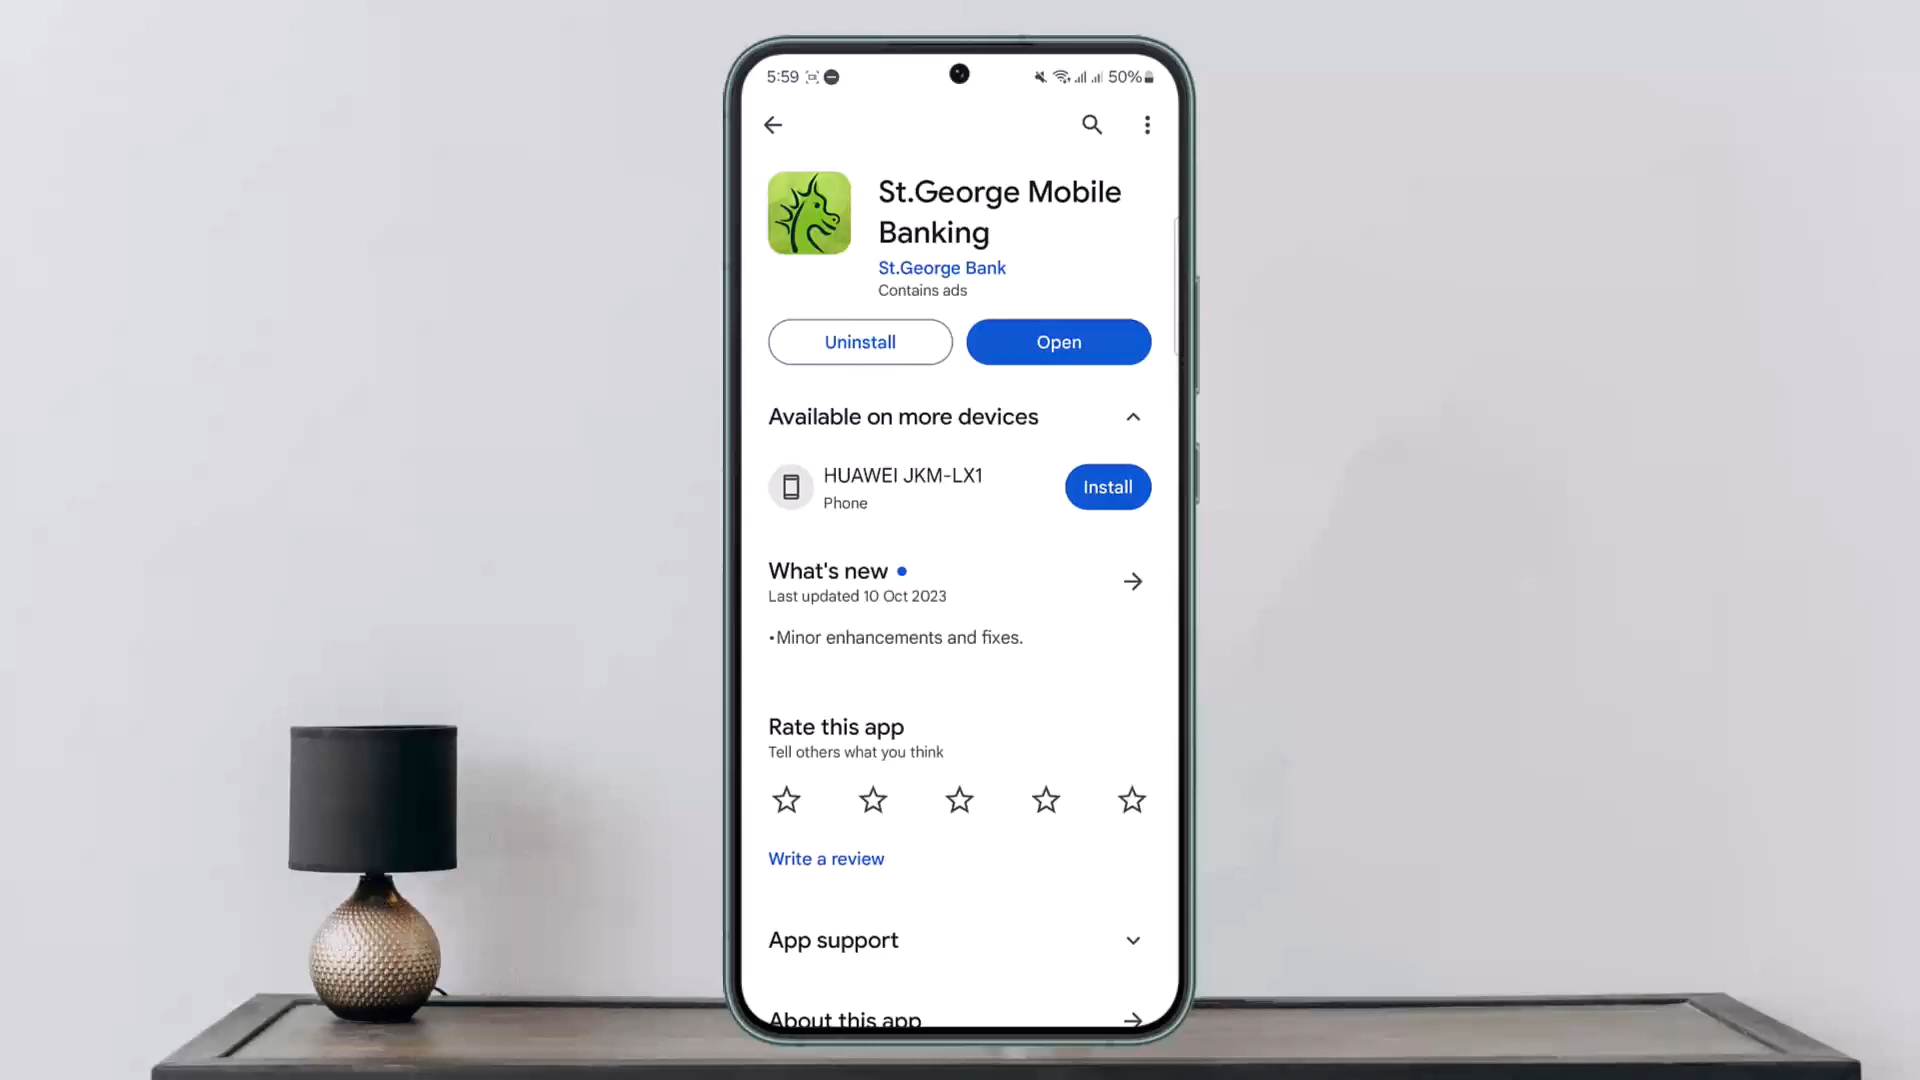 5:59 50%
St.George Mobile
Banking
St.George Bank
Contains ads
Uninstall Open
Available on more devices
HUAWEI JKM-LX1
Phone
Install
What's new
Last updated 10 Oct 2023
•Minor enhancements and fixes.
Rate this app
Tell others what you think
Write a review
App support
About this app